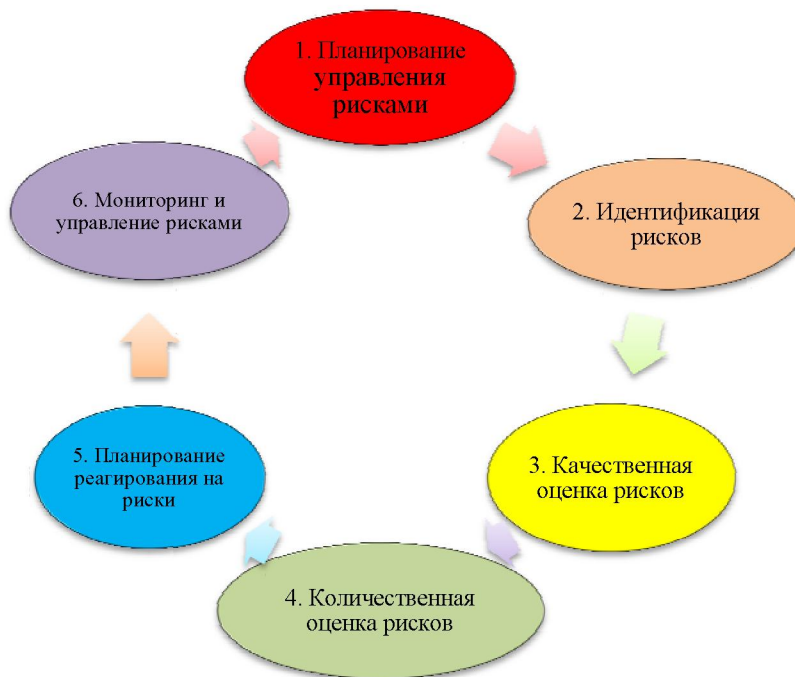 1. Планирование
управления
рисками
2. Идентификация
рисков
3. Качественная
оценка рисков
4. Количественная
оценка рисков
5. Планирование
реагирования на
риски
6. Мониторинг и
управление рисками